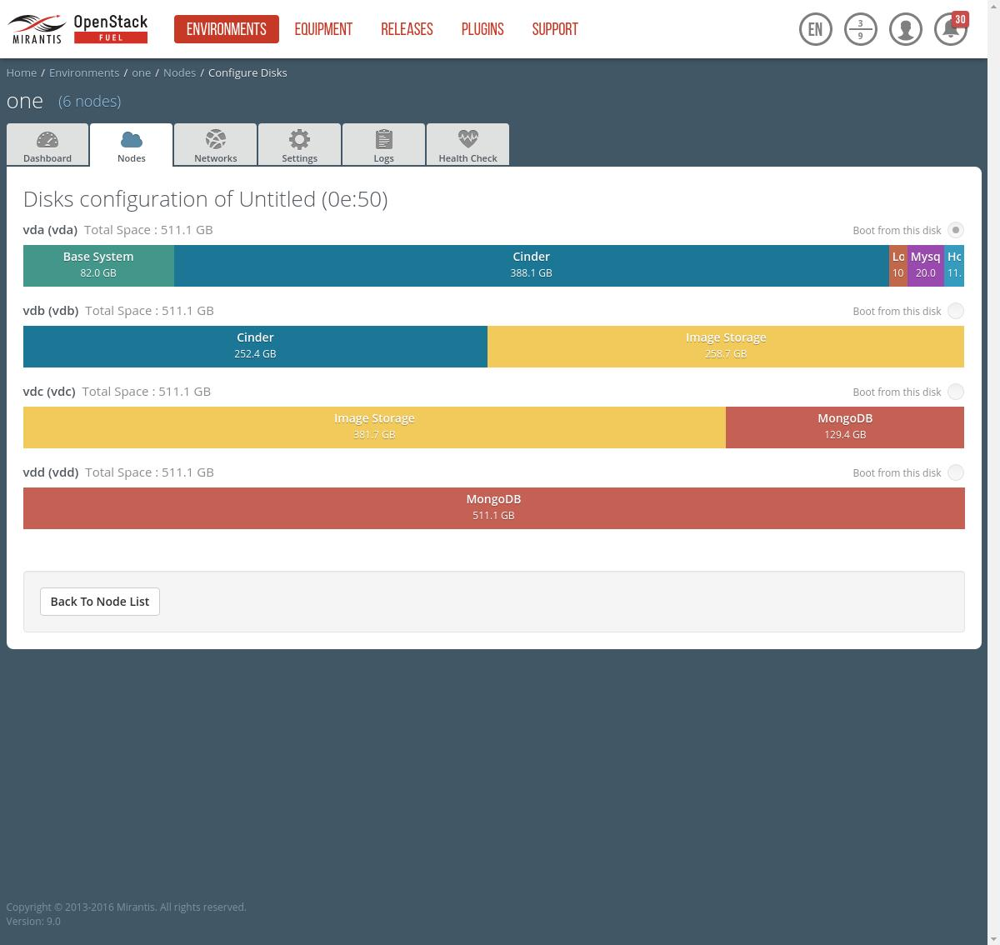 MIRANTIS
OpenStack
FUEL
ENVIRONMENTS EQUIPMENT RELEASES PLUGINS SUPPORT
EN
3
9
30
Home / Environments / one / Nodes / Configure Disks
one (6 nodes)
Dashboard Nodes Networks Settings Logs Health Check
Disks configuration of Untitled (0e:50)
vda (vda) Total Space : 511.1 GB Boot from this disk
Base System Cinder Lo Mysq Hc
82.0 GB 388.1 GB 10 20.0 11.
vdb (vdb) Total Space : 511.1 GB Boot from this disk
Cinder Image Storage
252.4 GB 258.7 GB
vdc (vdc) Total Space : 511.1 GB Boot from this disk
Image Storage MongoDB
381.7 GB 129.4 GB
vdd (vdd) Total Space : 511.1 GB Boot from this disk
MongoDB
511.1 GB
Back To Node List
Copyright © 2013-2016 Mirantis. All rights reserved.
Version: 9.0